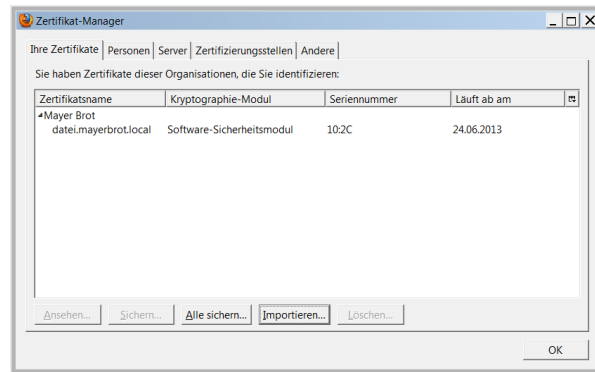 Zertifikat-Manager
Ihre Zertifikate Personen Server Zertifizierungsstellen Andere
Sie haben Zertifikate dieser Organisationen, die Sie identifizieren:
Zertifikatsname Kryptographie-Modul Seriennummer Läuft ab am
Mayer Brot
datei.mayerbrot.local Software-Sicherheitsmodul 10:2C 24.06.2013
Ansehen... Sichern... Alle sichern... Importieren... Löschen...
OK